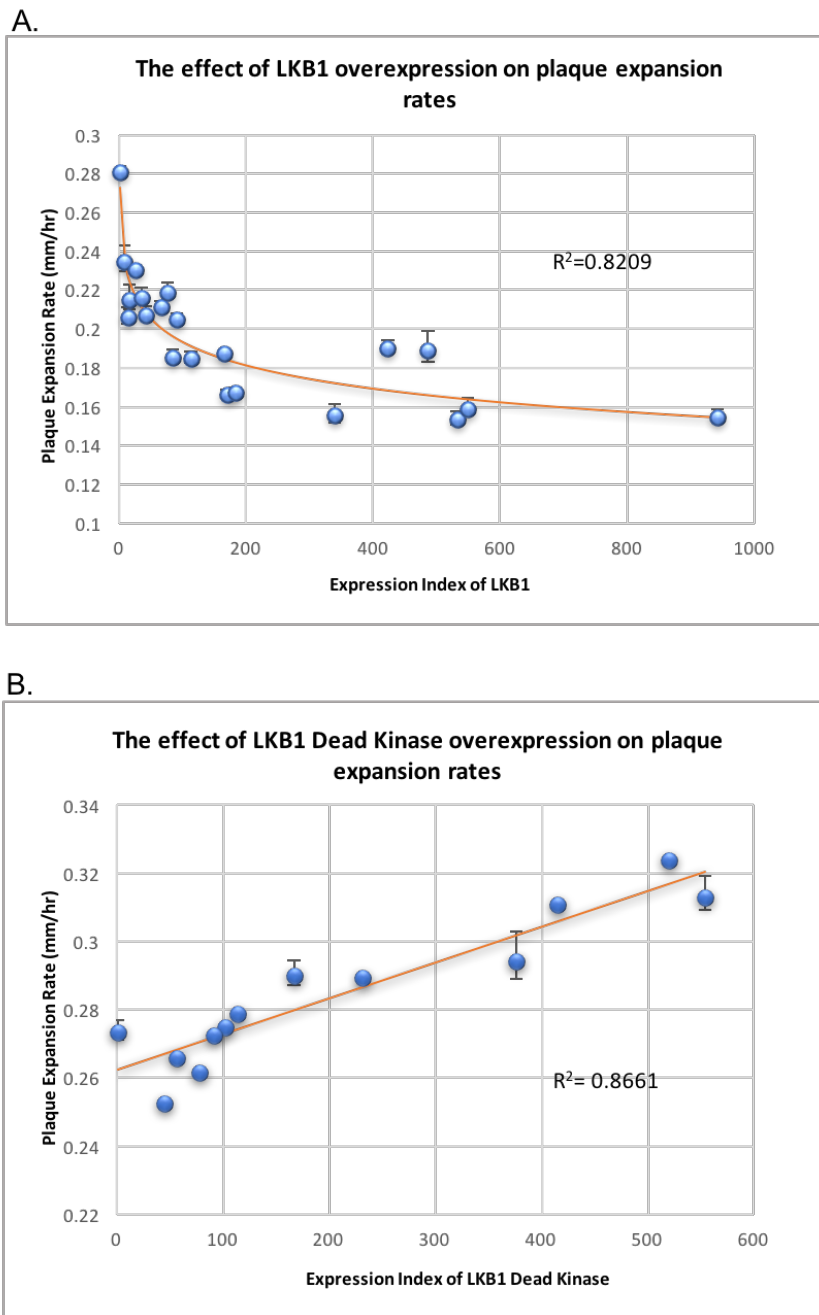 A.
The effect of LKB1 overexpression on plaque expansion
rates
0.3
0.28
0.26
0.24
0.22
0.2
0.18
0.16
0.14
0.12
0.1
Plaque Expansion Rate (mm/hr)
R²=0.8209
0 200 400 600 800 1000
Expression Index of LKB1
B.
The effect of LKB1 Dead Kinase overexpression on plaque
expansion rates
0.34
0.32
0.3
0.28
0.26
0.24
0.22
Plaque Expansion Rate (mm/hr)
R²= 0.8661
0 100 200 300 400 500 600
Expression Index of LKB1 Dead Kinase